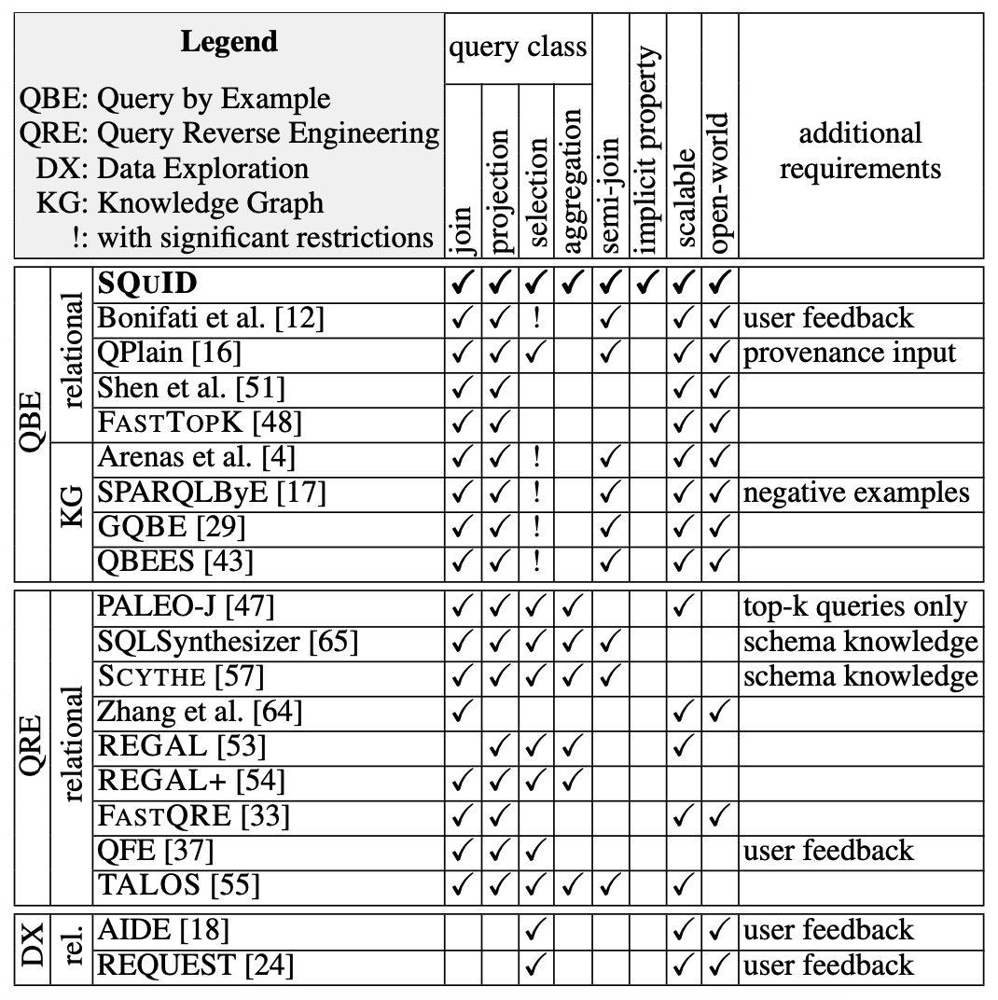 Legend
QBE: Query by Example
QRE: Query Reverse Engineering
DX: Data Exploration
KG: Knowledge Graph
!: with significant restrictions
query class
join
projection
selection
aggregation
semi-join
implicit property
scalable
open-world
additional
requirements
QBE
relational
SQUID ✓ ✓ ✓ ✓ ✓ ✓ ✓ ✓
Bonifati et al. [12] ✓ ✓ ! ✓ ✓ ✓ user feedback
QPlain [16] ✓ ✓ ✓ ✓ ✓ ✓ provenance input
Shen et al. [51] ✓ ✓ ✓ ✓
FASTTOPK [48] ✓ ✓ ✓ ✓
KG
Arenas et al. [4] ✓ ✓ ! ✓ ✓ ✓
SPARQLByE [17] ✓ ✓ ! ✓ ✓ ✓ negative examples
GQBE [29] ✓ ✓ ! ✓ ✓ ✓
QBEES [43] ✓ ✓ ! ✓ ✓ ✓
QRE
relational
PALEO-J [47] ✓ ✓ ✓ ✓ ✓ top-k queries only
SQLSynthesizer [65] ✓ ✓ ✓ ✓ ✓ schema knowledge
SCYTHE [57] ✓ ✓ ✓ ✓ ✓ schema knowledge
Zhang et al. [64] ✓ ✓ ✓
REGAL [53] ✓ ✓ ✓ ✓
REGAL+ [54] ✓ ✓ ✓ ✓
FASTQRE [33] ✓ ✓ ✓ ✓
QFE [37] ✓ ✓ ✓ user feedback
TALOS [55] ✓ ✓ ✓ ✓ ✓ ✓
DX
rel.
AIDE [18] ✓ ✓ ✓ user feedback
REQUEST [24] ✓ ✓ ✓ user feedback